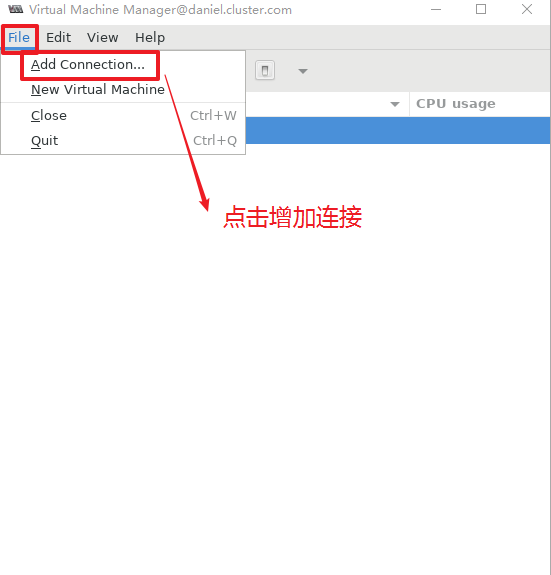 Virtual Machine Manager@daniel.cluster.com
File Edit View Help
Add Connection...
New Virtual Machine
CPU usage
Close Ctrl+W
Quit Ctrl+Q
点击增加连接